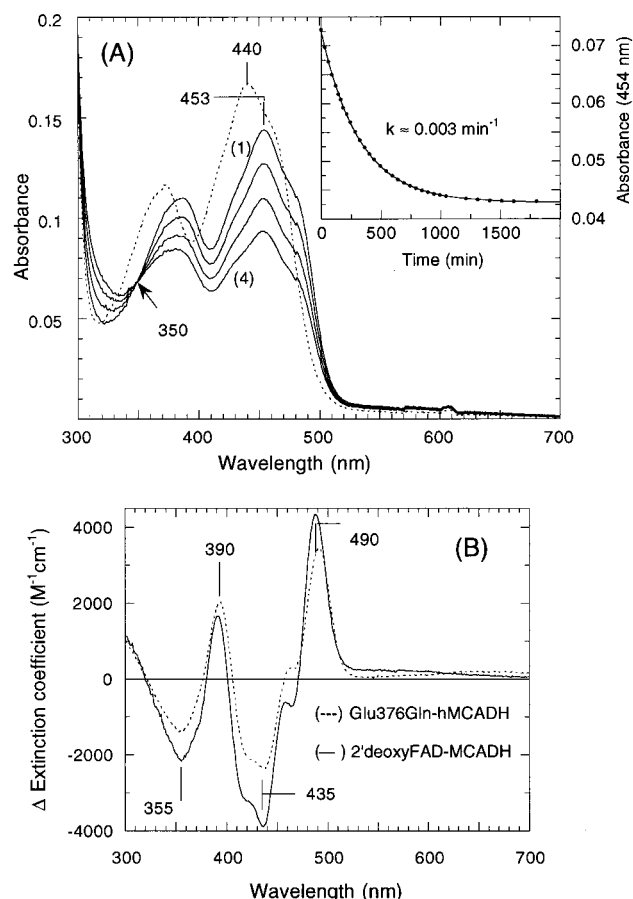 (A)
0.2
0.15
0.1
0.05
Absorbance
440
453
(1)
(4)
350
k ≈ 0.003 min⁻¹
0.07
0.06
0.05
0.04
Absorbance (454 nm)
0 500 1000 1500
Time (min)
300 400 500 600 700
Wavelength (nm)
(B)
4000
2000
0
-2000
-4000
Δ Extinction coefficient (M⁻¹cm⁻¹)
390
490
355
435
(---) Glu376Gln-hMCADH
(—) 2'deoxyFAD-MCADH
300 400 500 600 700
Wavelength (nm)